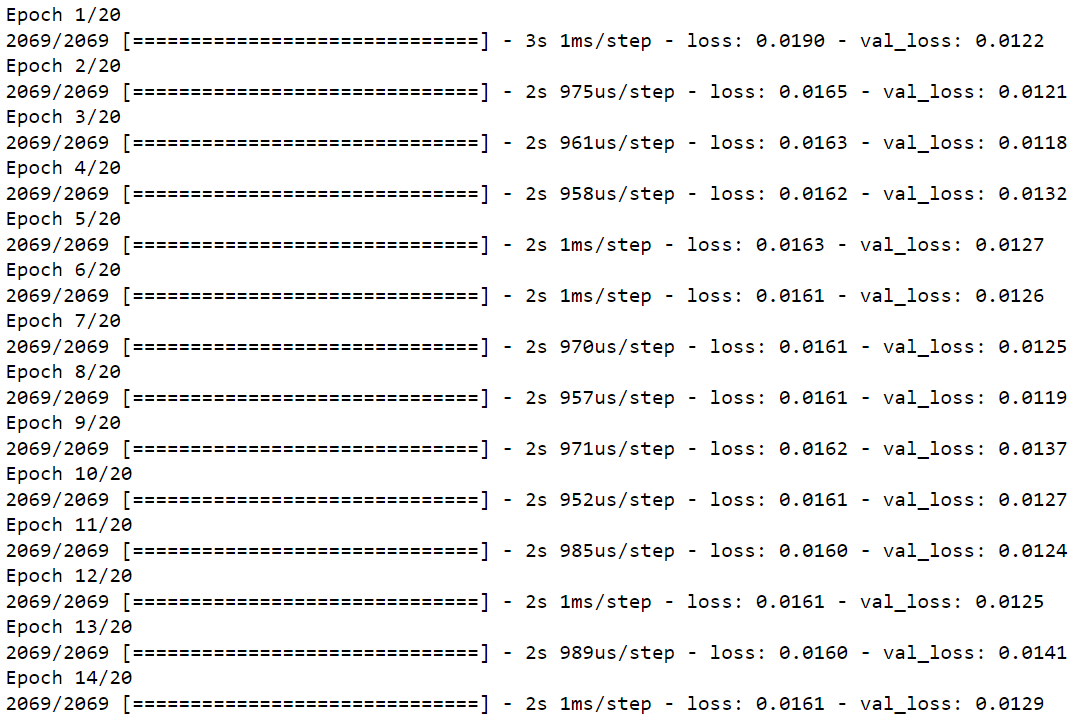 Epoch 1/20
2069/2069 [==============================] - 3s 1ms/step - loss: 0.0190 - val_loss: 0.0122
Epoch 2/20
2069/2069 [==============================] - 2s 975us/step - loss: 0.0165 - val_loss: 0.0121
Epoch 3/20
2069/2069 [==============================] - 2s 961us/step - loss: 0.0163 - val_loss: 0.0118
Epoch 4/20
2069/2069 [==============================] - 2s 958us/step - loss: 0.0162 - val_loss: 0.0132
Epoch 5/20
2069/2069 [==============================] - 2s 1ms/step - loss: 0.0163 - val_loss: 0.0127
Epoch 6/20
2069/2069 [==============================] - 2s 1ms/step - loss: 0.0161 - val_loss: 0.0126
Epoch 7/20
2069/2069 [==============================] - 2s 970us/step - loss: 0.0161 - val_loss: 0.0125
Epoch 8/20
2069/2069 [==============================] - 2s 957us/step - loss: 0.0161 - val_loss: 0.0119
Epoch 9/20
2069/2069 [==============================] - 2s 971us/step - loss: 0.0162 - val_loss: 0.0137
Epoch 10/20
2069/2069 [==============================] - 2s 952us/step - loss: 0.0161 - val_loss: 0.0127
Epoch 11/20
2069/2069 [==============================] - 2s 985us/step - loss: 0.0160 - val_loss: 0.0124
Epoch 12/20
2069/2069 [==============================] - 2s 1ms/step - loss: 0.0161 - val_loss: 0.0125
Epoch 13/20
2069/2069 [==============================] - 2s 989us/step - loss: 0.0160 - val_loss: 0.0141
Epoch 14/20
2069/2069 [==============================] - 2s 1ms/step - loss: 0.0161 - val_loss: 0.0129